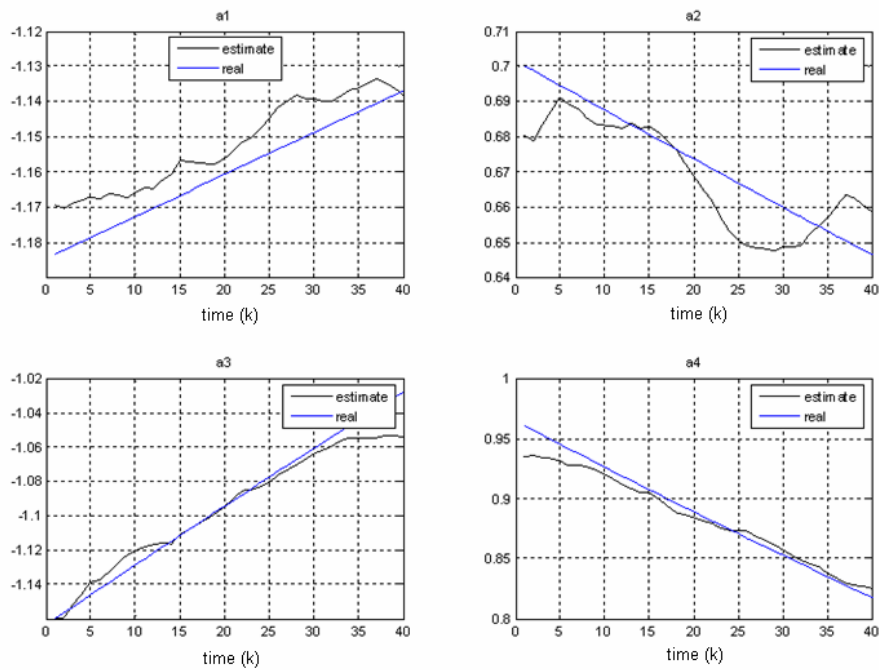 a1
-1.12
-1.13
-1.14
-1.15
-1.16
-1.17
-1.18
0 5 10 15 20 25 30 35 40
time (k)
estimate
real
a2
0.71
0.7
0.69
0.68
0.67
0.66
0.65
0.64
0 5 10 15 20 25 30 35 40
time (k)
estimate
real
a3
-1.02
-1.04
-1.06
-1.08
-1.1
-1.12
-1.14
0 5 10 15 20 25 30 35 40
time (k)
estimate
real
a4
1
0.95
0.9
0.85
0.8
0 5 10 15 20 25 30 35 40
time (k)
estimate
real